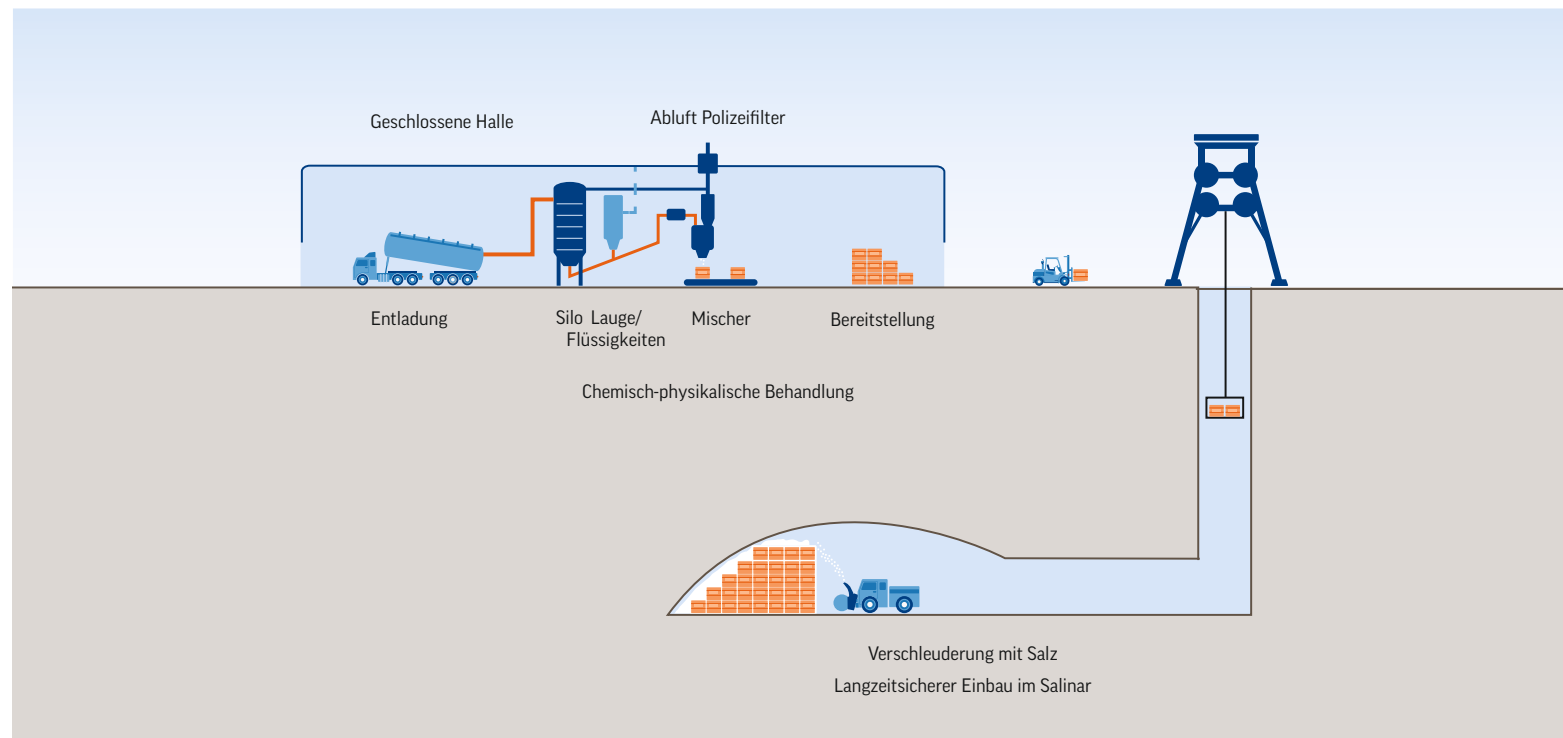 Geschlossene Halle
Abluft Polizeifilter
Entladung
Silo Lauge/
Flüssigkeiten
Mischer
Bereitstellung
Chemisch-physikalische Behandlung
Verschleuderung mit Salz
Langzeitsicherer Einbau im Salinar